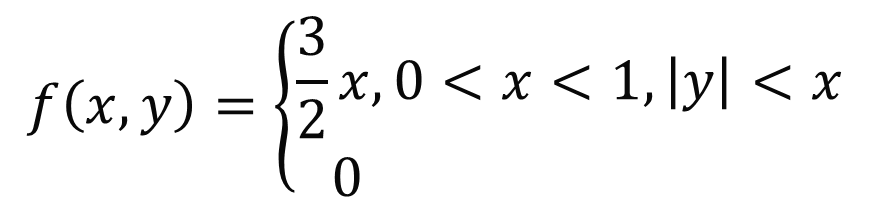 f(x, y) = { 3/2 x, 0 < x < 1, |y| < x
0